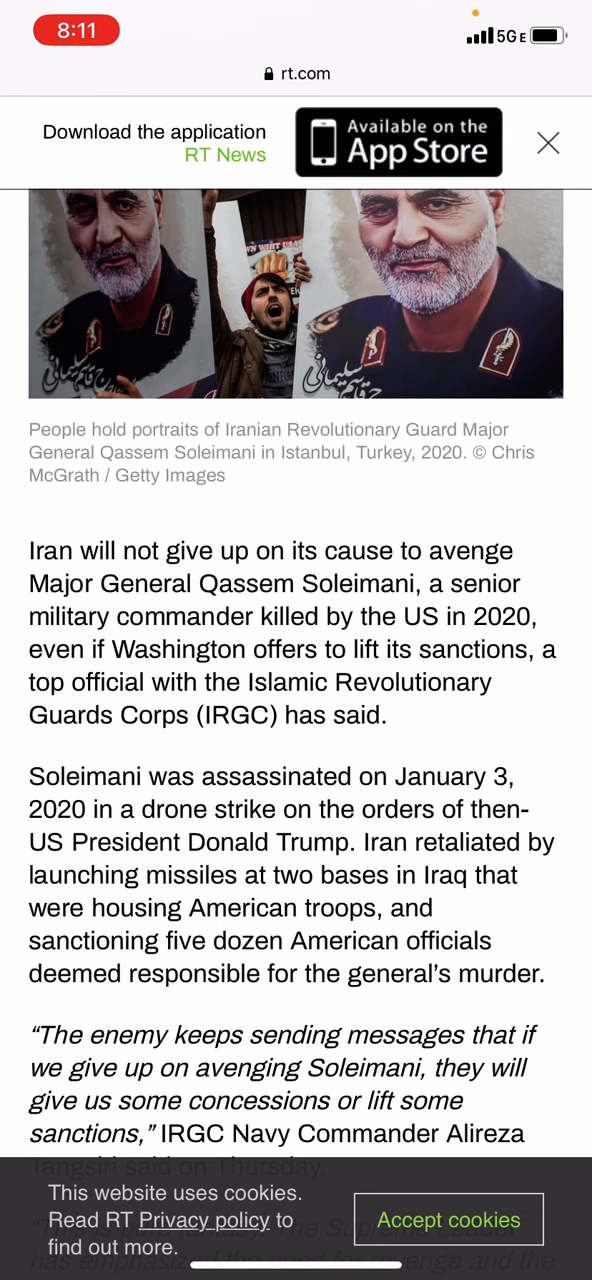 8:11
5G E
rt.com
Download the application
RT News
Available on the
App Store
WN WIHT USA
People hold portraits of Iranian Revolutionary Guard Major
General Qassem Soleimani in Istanbul, Turkey, 2020. © Chris
McGrath / Getty Images
Iran will not give up on its cause to avenge
Major General Qassem Soleimani, a senior
military commander killed by the US in 2020,
even if Washington offers to lift its sanctions, a
top official with the Islamic Revolutionary
Guards Corps (IRGC) has said.
Soleimani was assassinated on January 3,
2020 in a drone strike on the orders of then-
US President Donald Trump. Iran retaliated by
launching missiles at two bases in Iraq that
were housing American troops, and
sanctioning five dozen American officials
deemed responsible for the general’s murder.
“The enemy keeps sending messages that if
we give up on avenging Soleimani, they will
give us some concessions or lift some
sanctions,” IRGC Navy Commander Alireza
Tangsiri said on Thursday.
This website uses cookies.
Read RT Privacy policy to
find out more.
Accept cookies